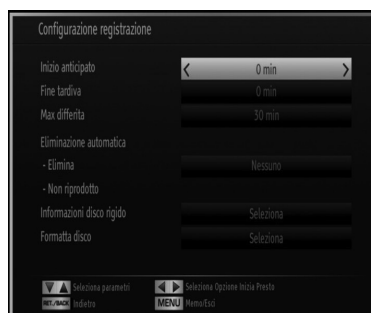 Configurazione registrazione
Inizio anticipato 0 min
Fine tardiva 0 min
Max differita 30 min
Eliminazione automatica
- Elimina Nessuno
- Non riprodotto
Informazioni disco rigido Seleziona
Formatta disco Seleziona
Seleziona parametri Seleziona Opzione Inizia Presto
RET./BACK Indietro MENU Memo/Esci